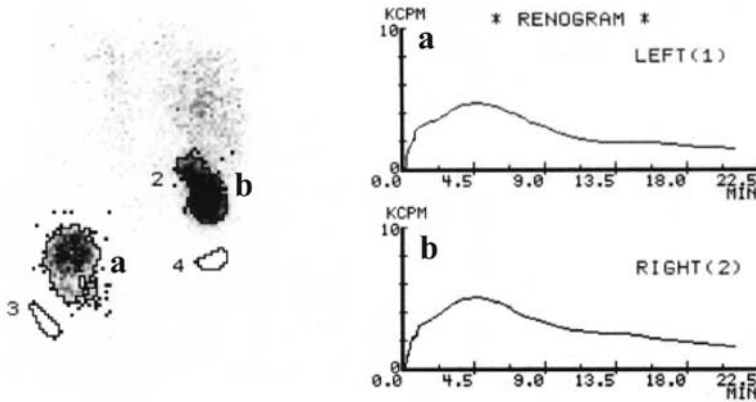 2
b
a
4
3
KCPM
10
a
* RENOGRAM *
LEFT(1)
0
0.0 4.5 9.0 13.5 18.0 22.5
MIN
KCPM
10
b
RIGHT(2)
0
0.0 4.5 9.0 13.5 18.0 22.5
MIN